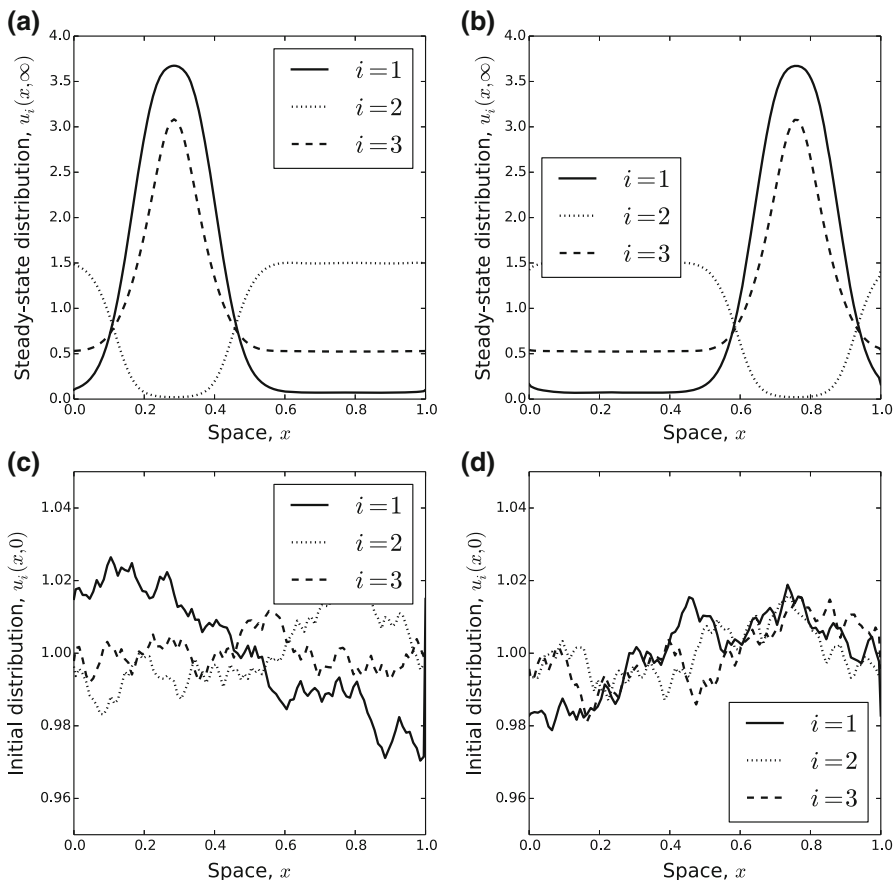 (a)
Steady-state distribution, u_i(x,∞)
4.0
3.5
3.0
2.5
2.0
1.5
1.0
0.5
0.0
i=1
i=2
i=3
0.0 0.2 0.4 0.6 0.8 1.0
Space, x
(b)
Steady-state distribution, u_i(x,∞)
4.0
3.5
3.0
2.5
2.0
1.5
1.0
0.5
0.0
i=1
i=2
i=3
0.0 0.2 0.4 0.6 0.8 1.0
Space, x
(c)
Initial distribution, u_i(x,0)
1.04
1.02
1.00
0.98
0.96
i=1
i=2
i=3
0.0 0.2 0.4 0.6 0.8 1.0
Space, x
(d)
Initial distribution, u_i(x,0)
1.04
1.02
1.00
0.98
0.96
i=1
i=2
i=3
0.0 0.2 0.4 0.6 0.8 1.0
Space, x